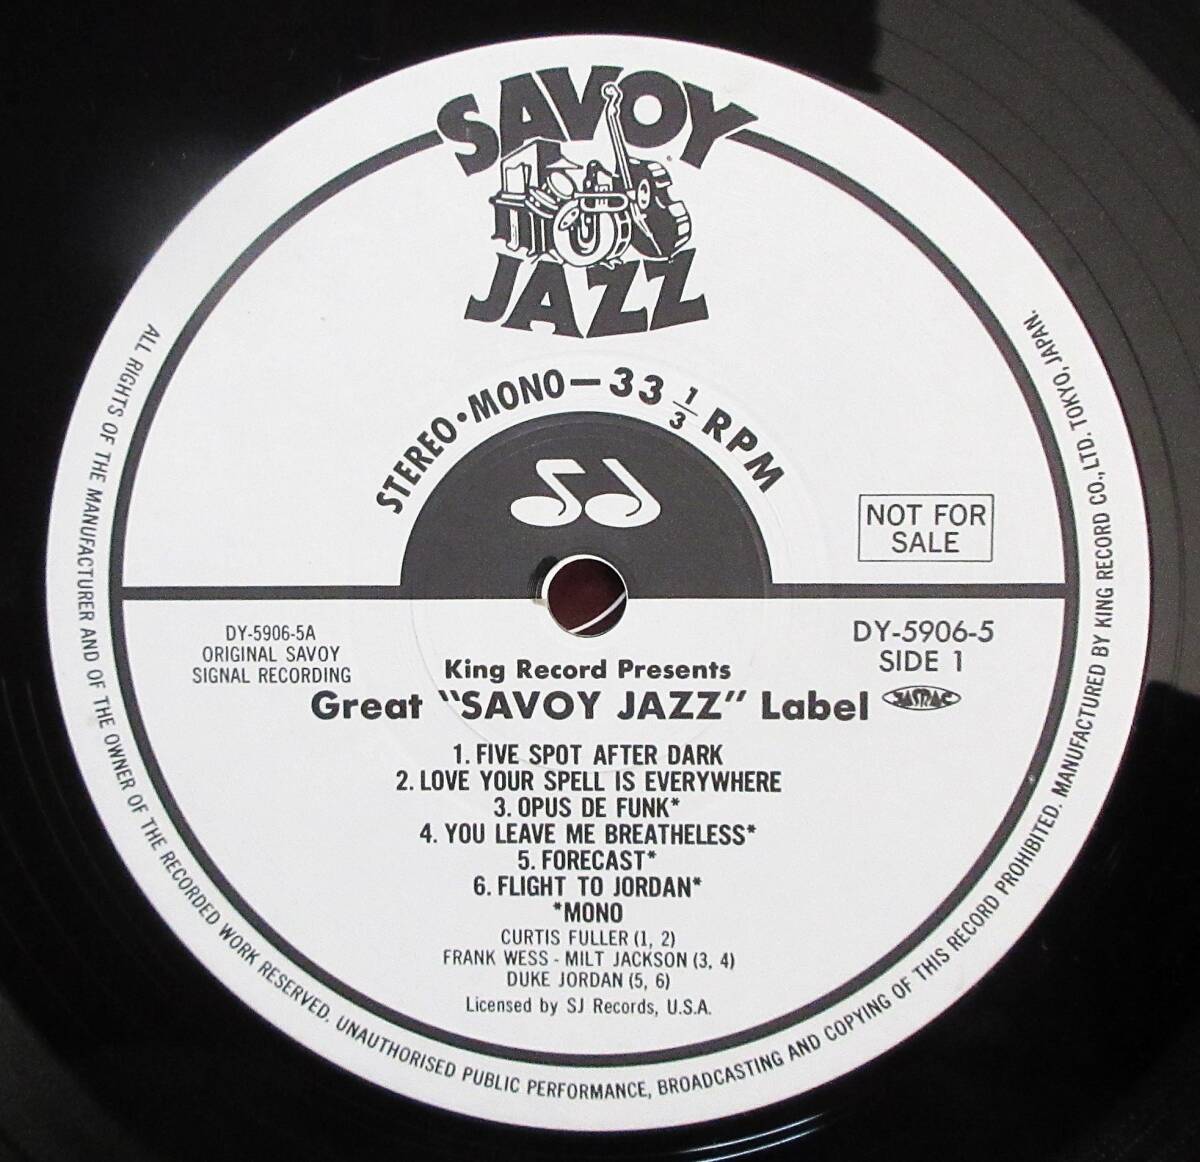 SAVOY
JAZZ
STEREO•MONO—33 1/3 RPM
SJ
NOT FOR
SALE
DY-5906-5A
ORIGINAL SAVOY
SIGNAL RECORDING
DY-5906-5
SIDE 1
King Record Presents
Great "SAVOY JAZZ" Label
JASRAC
1. FIVE SPOT AFTER DARK
2. LOVE YOUR SPELL IS EVERYWHERE
3. OPUS DE FUNK*
4. YOU LEAVE ME BREATHELESS*
5. FORECAST*
6. FLIGHT TO JORDAN*
*MONO
CURTIS FULLER (1, 2)
FRANK WESS - MILT JACKSON (3, 4)
DUKE JORDAN (5, 6)
Licensed by SJ Records, U.S.A.
ALL RIGHTS OF THE MANUFACTURER AND OF THE OWNER OF THE RECORDED WORK RESERVED. UNAUTHORISED PUBLIC PERFORMANCE, BROADCASTING AND COPYING OF THIS RECORD PROHIBITED. MANUFACTURED BY KING RECORD CO., LTD. TOKYO, JAPAN.